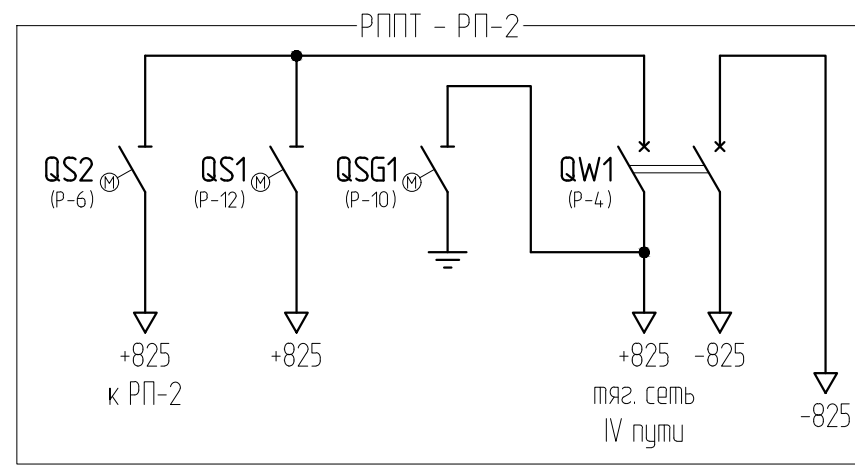 РППТ - РП-2
QS2
(Р-6)
М
QS1
(Р-12)
М
QSG1
(Р-10)
М
QW1
(Р-4)
+825
к РП-2
+825
+825
-825
тяг. сеть
IV пути
-825